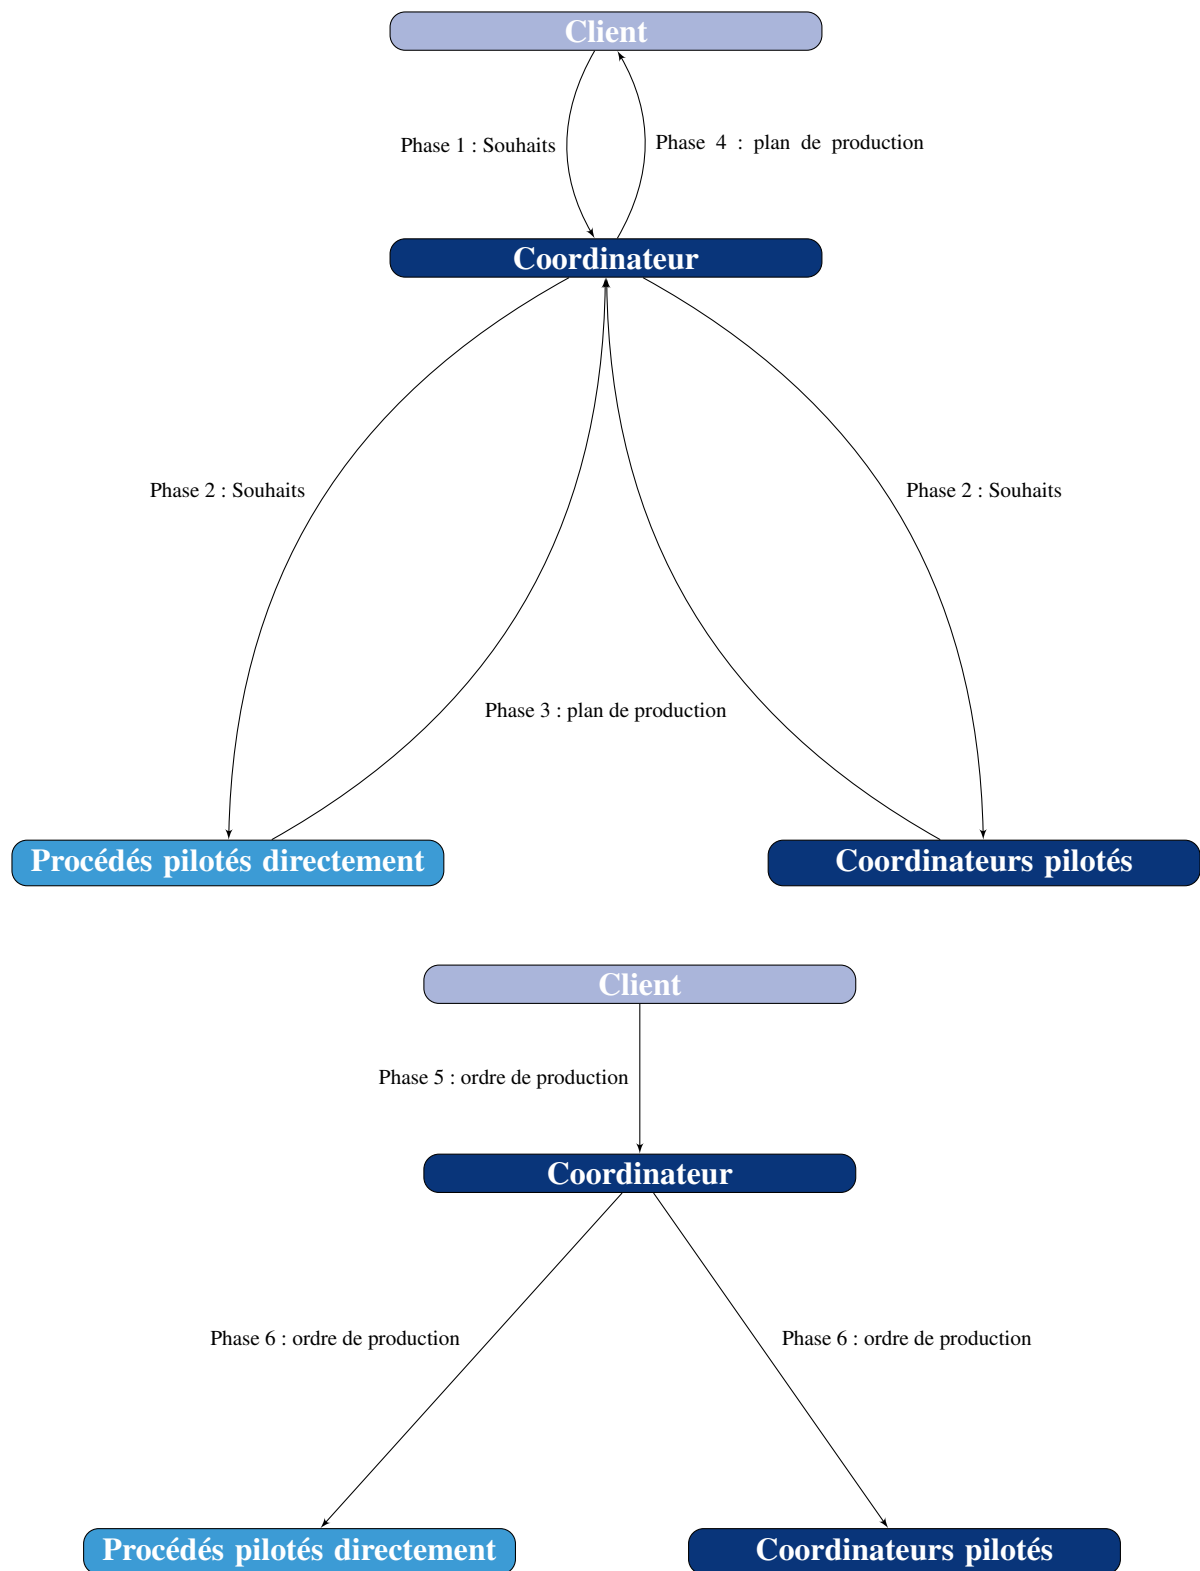 Client
Phase 1 : Souhaits
Phase 4 : plan de production
Coordinateur
Phase 2 : Souhaits
Phase 2 : Souhaits
Phase 3 : plan de production
Procédés pilotés directement
Coordinateurs pilotés
Client
Phase 5 : ordre de production
Coordinateur
Phase 6 : ordre de production
Phase 6 : ordre de production
Procédés pilotés directement
Coordinateurs pilotés